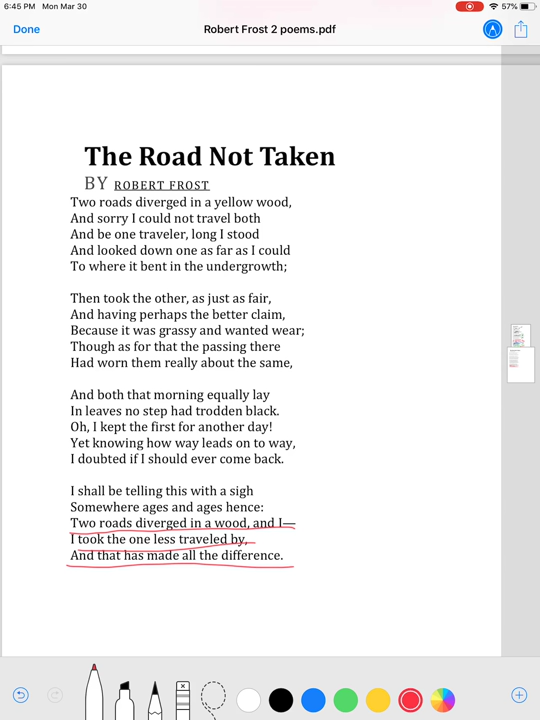 6:45 PM Mon Mar 30
57%
Done
Robert Frost 2 poems.pdf
The Road Not Taken
BY ROBERT FROST
Two roads diverged in a yellow wood,
And sorry I could not travel both
And be one traveler, long I stood
And looked down one as far as I could
To where it bent in the undergrowth;
Then took the other, as just as fair,
And having perhaps the better claim,
Because it was grassy and wanted wear;
Though as for that the passing there
Had worn them really about the same,
And both that morning equally lay
In leaves no step had trodden black.
Oh, I kept the first for another day!
Yet knowing how way leads on to way,
I doubted if I should ever come back.
I shall be telling this with a sigh
Somewhere ages and ages hence:
Two roads diverged in a wood, and I—
I took the one less traveled by,
And that has made all the difference.